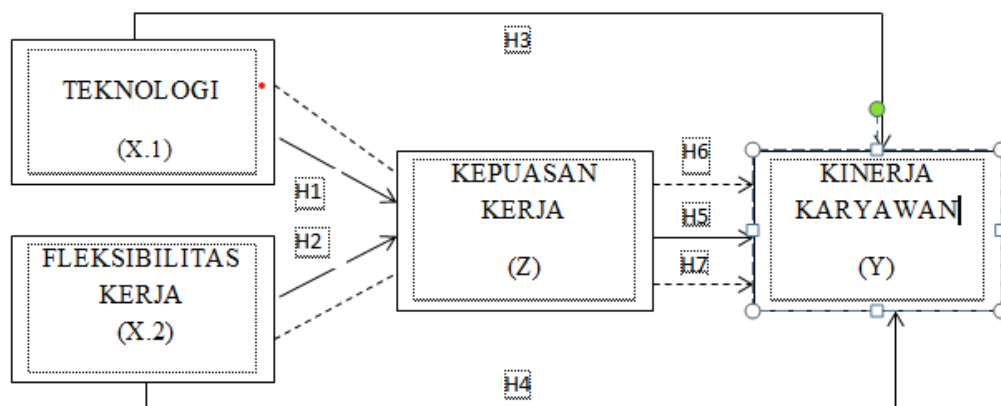 H3
TEKNOLOGI
(X.1)
H1
H2
FLEKSIBILITAS
KERJA
(X.2)
KEPUASAN
KERJA
(Z)
H6
H5
H7
KINERJA
KARYAWAN
(Y)
H4